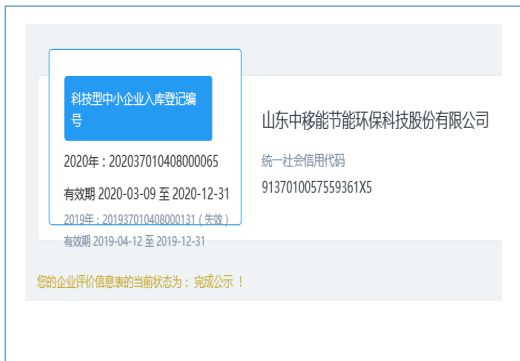 科技型中小企业入库登记编
号
2020年：202037010408000065
有效期 2020-03-09 至 2020-12-31
2019年：201937010408000131 ( 失效 )
有效期 2019-04-12 至 2019-12-31
山东中移能节能环保科技股份有限公司
统一社会信用代码
9137010057559361X5
您的企业评价信息表的当前状态为： 完成公示 ！